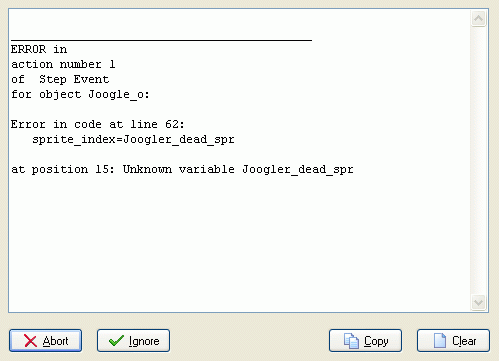 ERROR in
action number 1
of  Step Event
for object Joogle_o:
Error in code at line 62:
   sprite_index=Joogler_dead_spr
at position 15: Unknown variable Joogler_dead_spr
Abort
Ignore
Copy
Clear